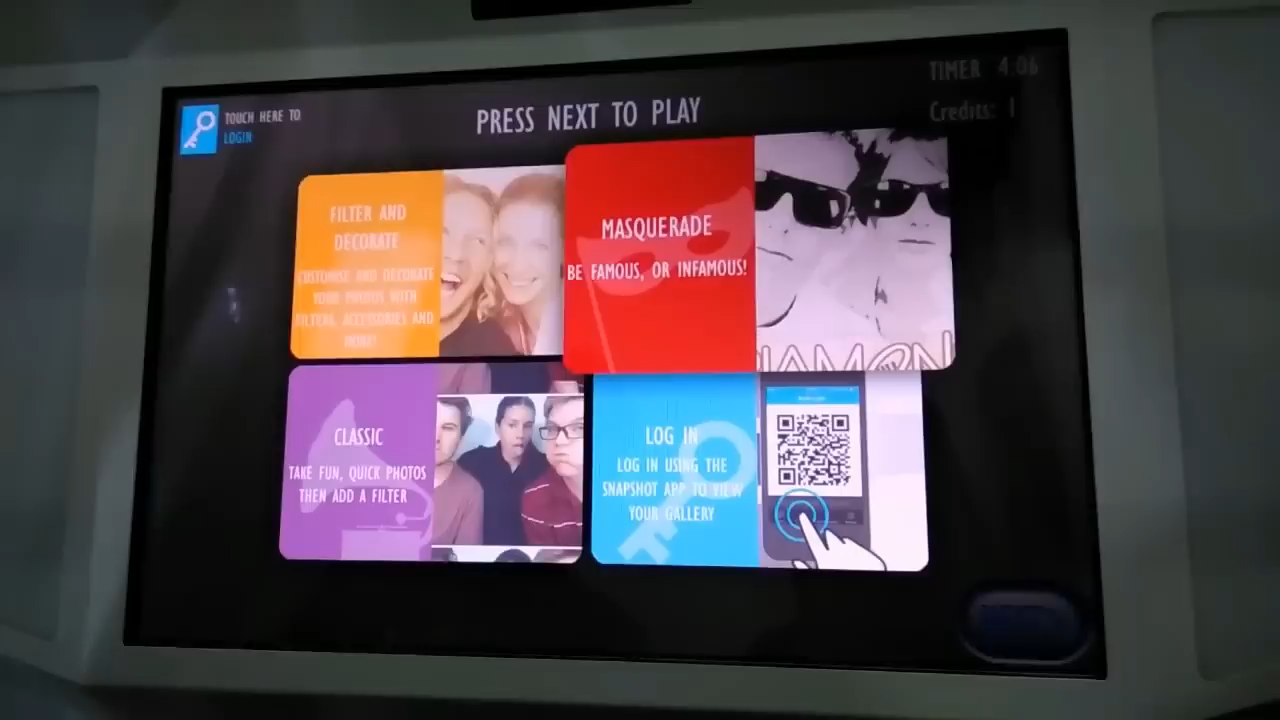 TIMER 4.06
TOUCH HERE TO
LOGIN
PRESS NEXT TO PLAY
Credits: 1
FILTER AND
DECORATE
CUSTOMISE AND DECORATE
YOUR PHOTOS WITH
FILTERS, ACCESSORIES AND
MORE!
MASQUERADE
BE FAMOUS, OR INFAMOUS!
CLASSIC
TAKE FUN, QUICK PHOTOS
THEN ADD A FILTER
LOG IN
LOG IN USING THE
SNAPSHOT APP TO VIEW
YOUR GALLERY